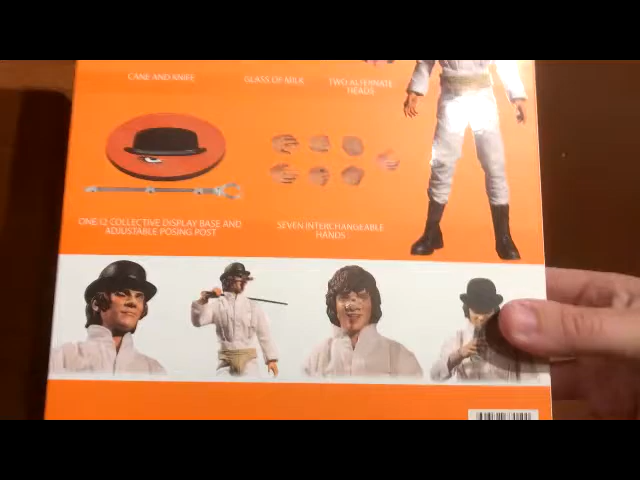 CANE AND KNIFE
GLASS OF MILK
TWO ALTERNATE
HEADS
ONE:12 COLLECTIVE DISPLAY BASE AND
ADJUSTABLE POSING POST
SEVEN INTERCHANGEABLE
HANDS